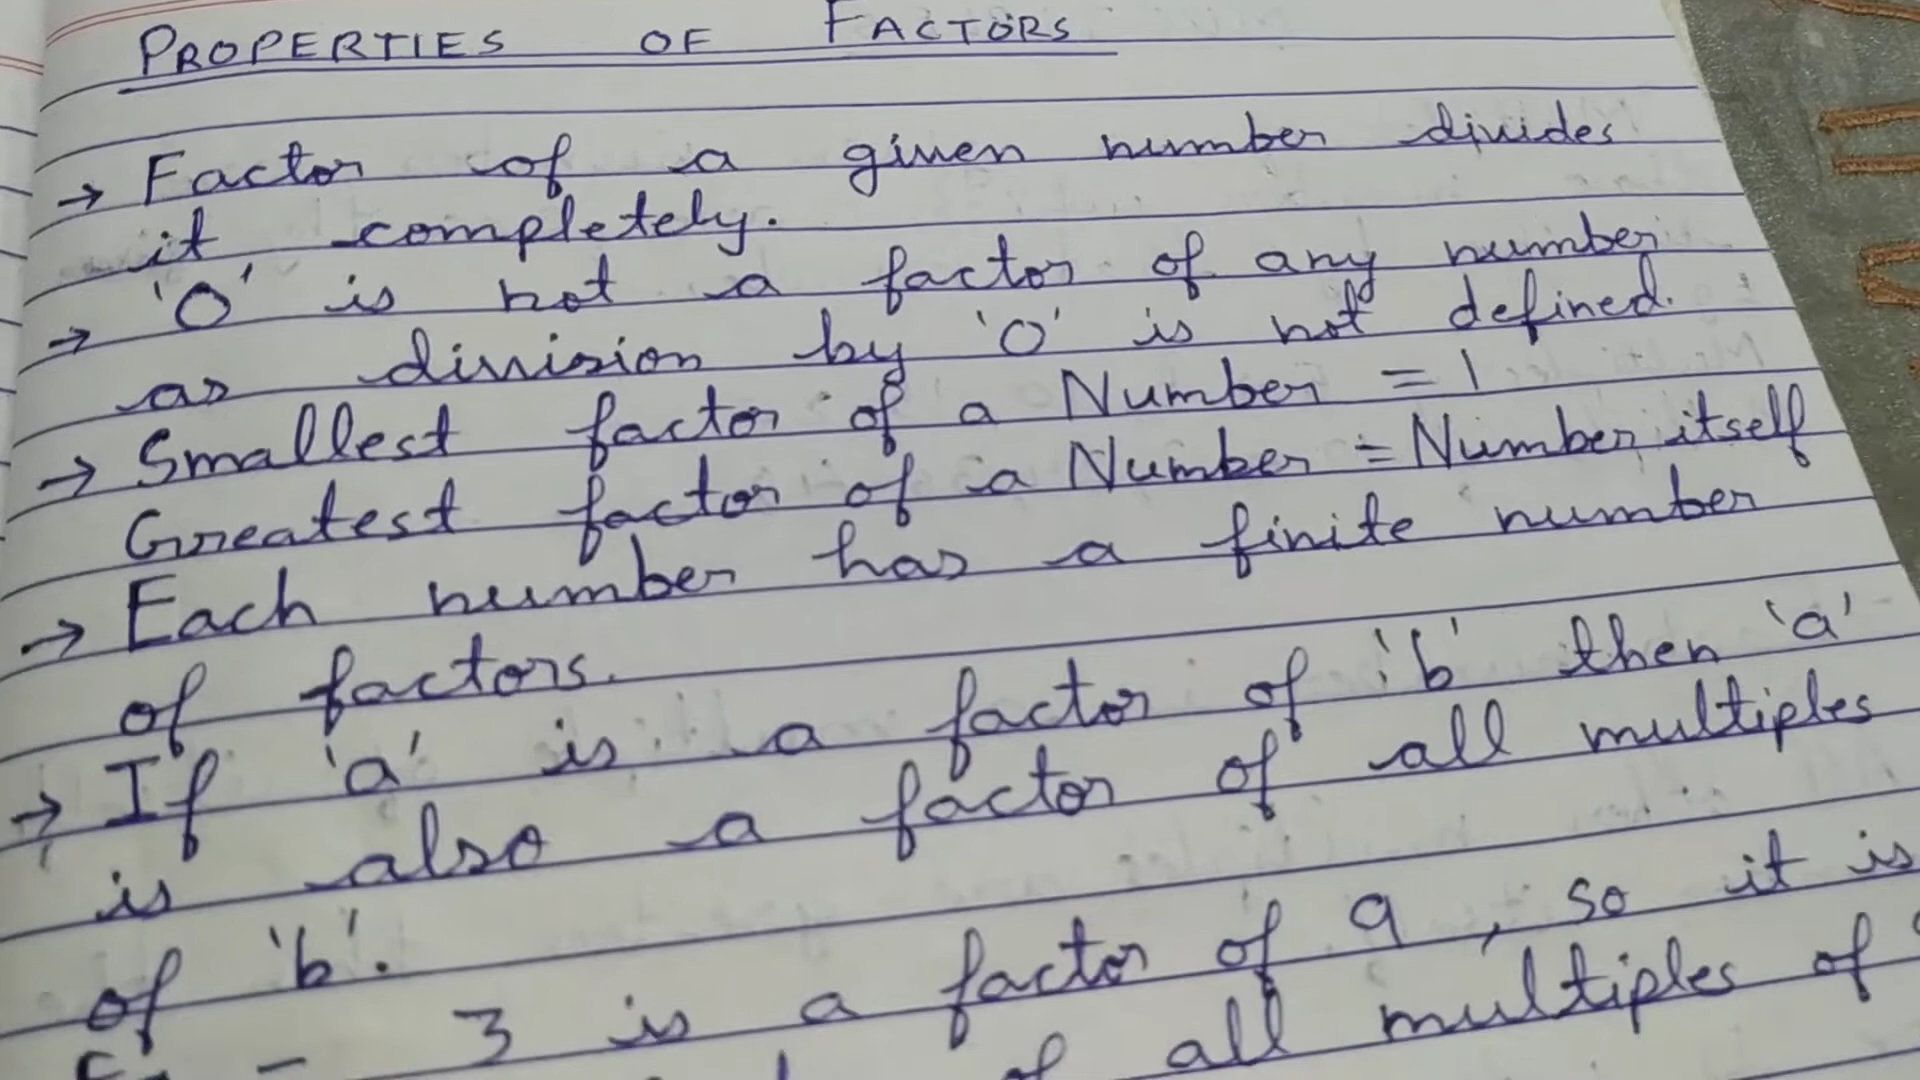 PROPERTIES OF FACTORS
→ Factor of a given number divides
it completely.
→ '0' is not a factor of any number
as division by '0' is not defined.
→ Smallest factor of a Number = 1
Greatest factor of a Number = Number itself
→ Each number has a finite number
of factors.
→ If 'a' is a factor of 'b' then 'a'
is also a factor of all multiples
of 'b'.
- 3 is a factor of 9, so it is
of all multiples of